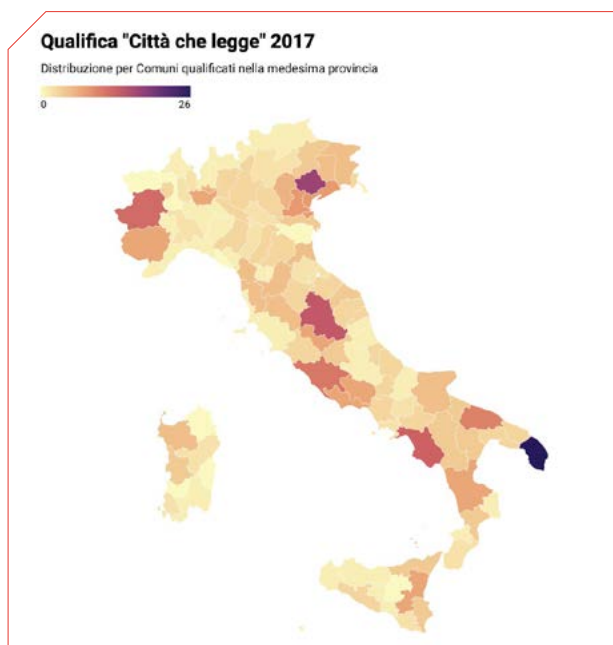 Qualifica "Città che legge" 2017
Distribuzione per Comuni qualificati nella medesima provincia
0 26